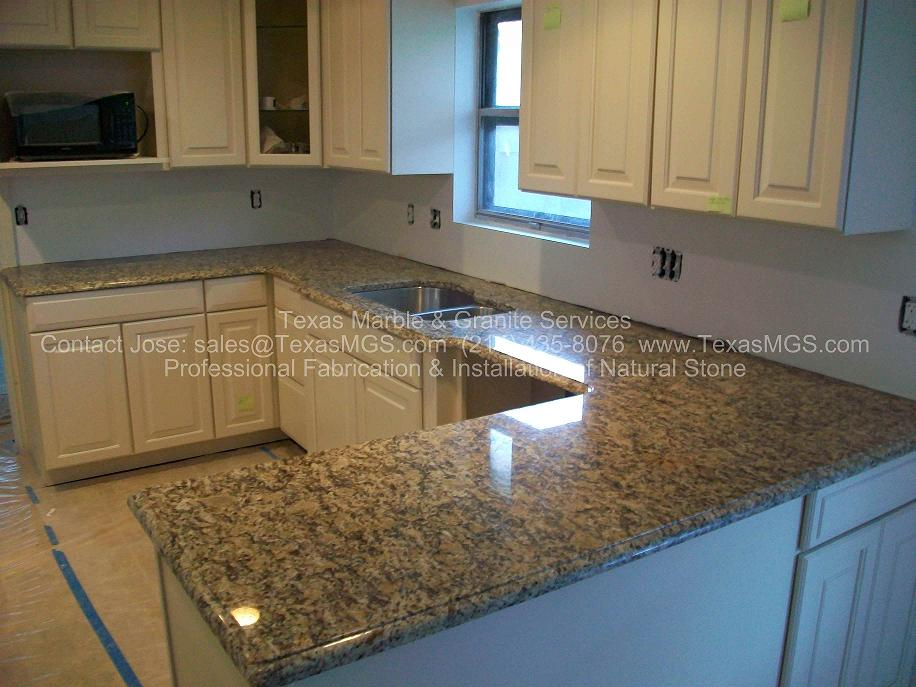 Texas Marble & Granite Services
Contact Jose: sales@TexasMGS.com (214) 435-8076 www.TexasMGS.com
Professional Fabrication & Installation of Natural Stone